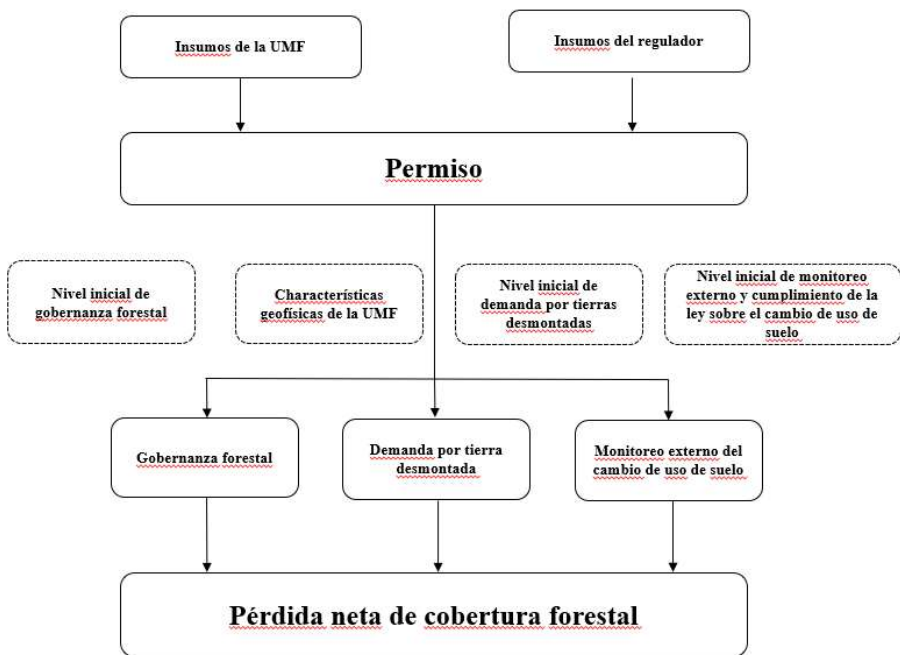 Insumos de la UMF
Insumos del regulador
Permiso
Nivel inicial de
gobernanza forestal
Characterísticas
geofísicas de la UMF
Nivel inicial de
demanda por tierras
desmontadas
Nivel inicial de monitoreo
externo y cumplimiento de la
ley sobre el cambio de uso de
suelo
Gobernanza forestal
Demanda por tierra
desmontada
Monitoreo externo del
cambio de uso de suelo
Pérdida neta de cobertura forestal